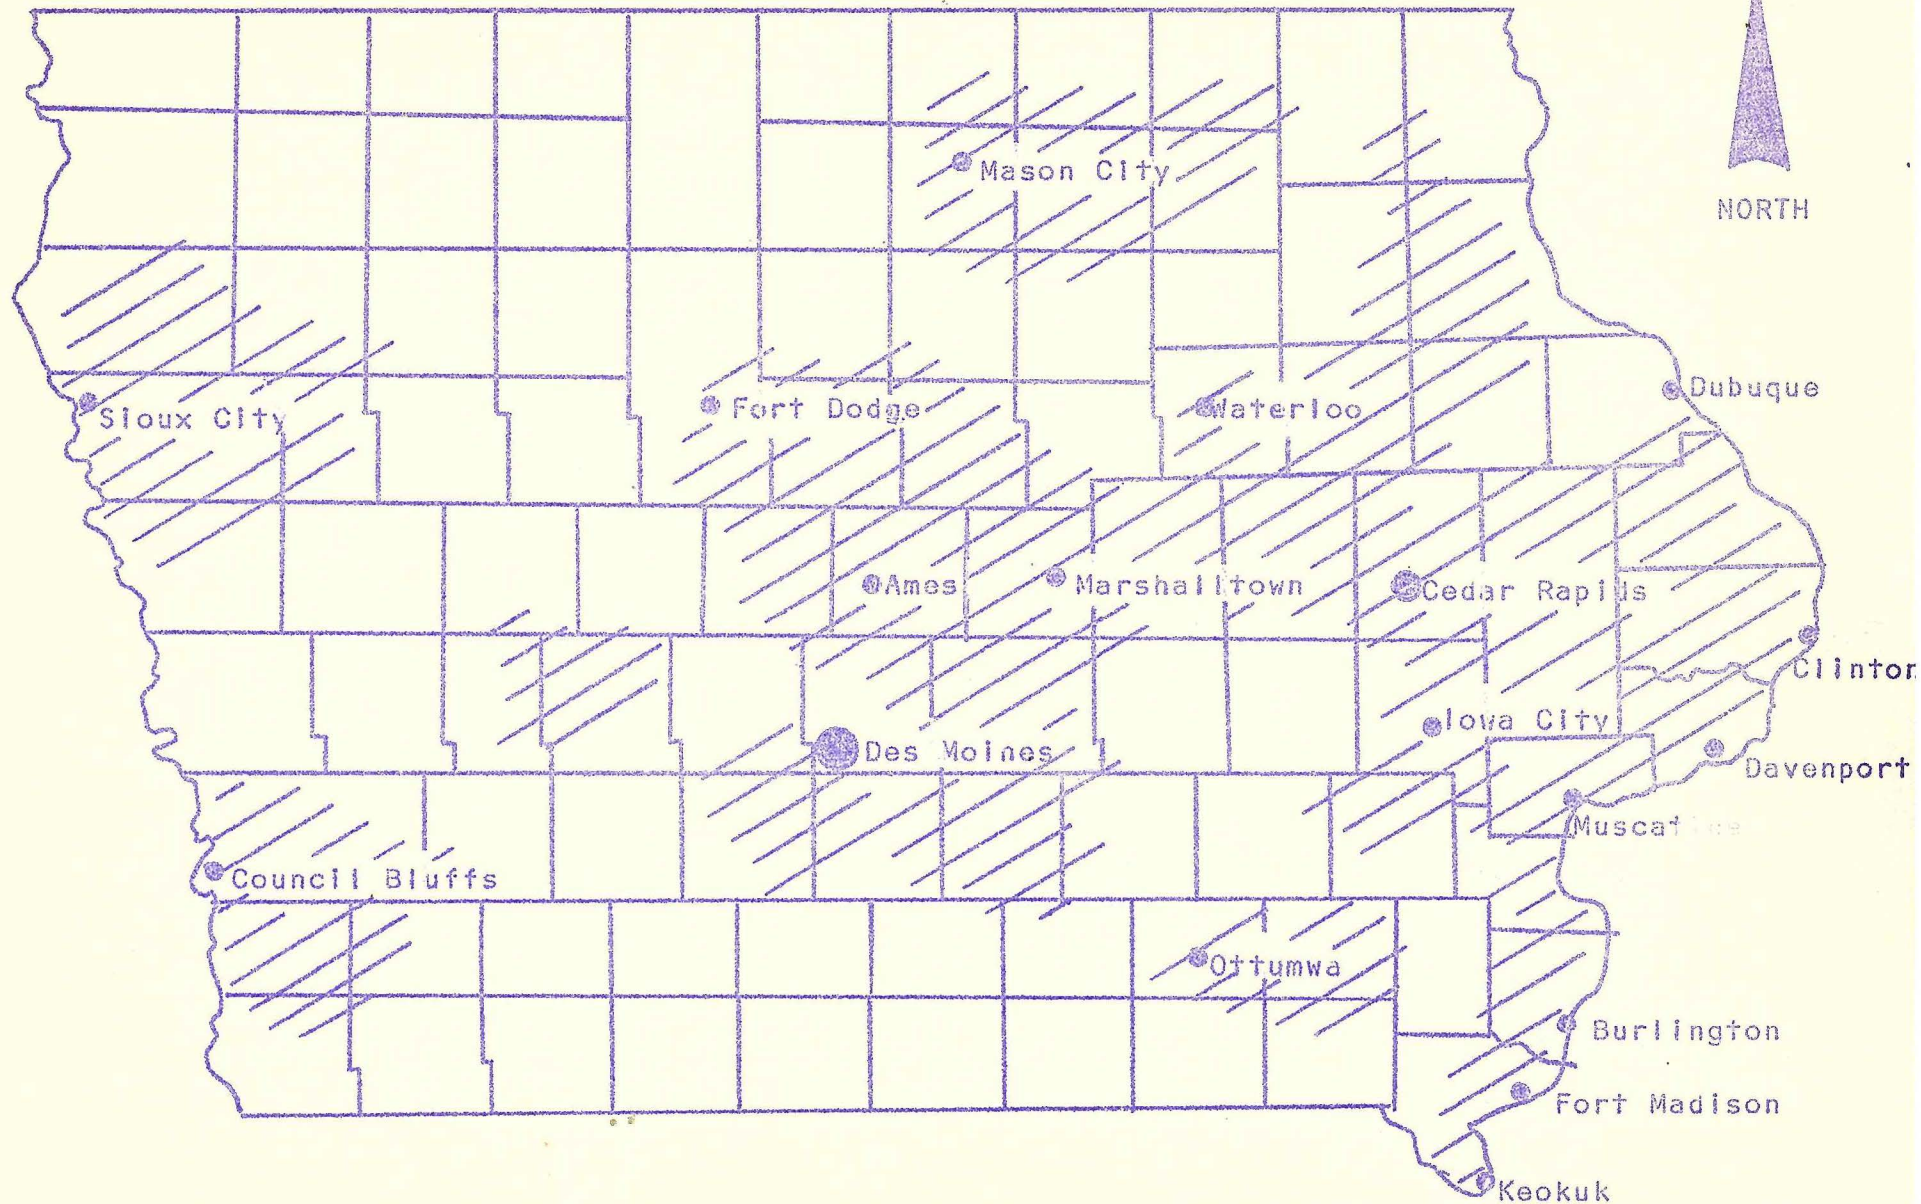 Mason City
NORTH
Sioux City
Fort Dodge
Waterloo
Dubuque
Ames
Marshalltown
Cedar Rapids
Clinton
Iowa City
Des Moines
Davenport
Muscatine
Council Bluffs
Ottumwa
Burlington
Fort Madison
Keokuk